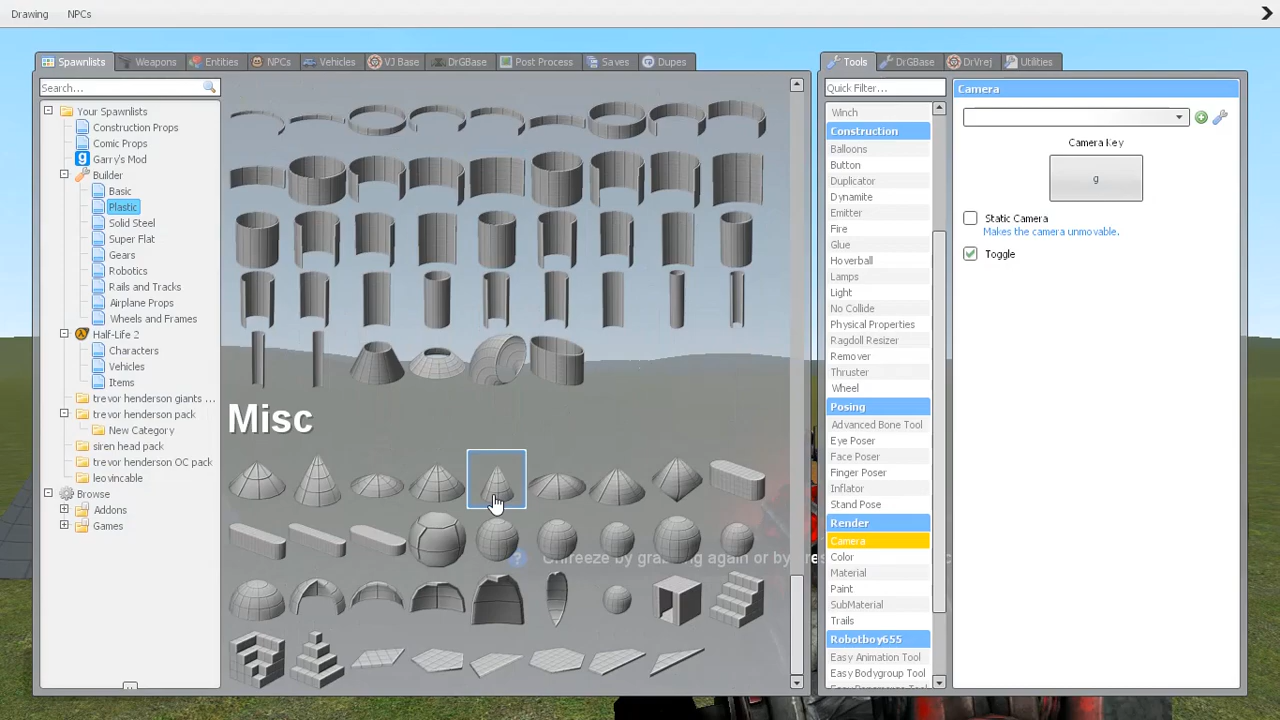 Drawing NPCs
Spawnlists Weapons Entities NPCs Vehicles VJ Base DrGBase Post Process Saves Dupes
Search...
Your Spawnlists
Construction Props
Comic Props
Garry's Mod
Builder
Basic
Plastic
Solid Steel
Super Flat
Gears
Robotics
Rails and Tracks
Airplane Props
Wheels and Frames
Half-Life 2
Characters
Vehicles
Items
trevor henderson giants ...
trevor henderson pack
New Category
siren head pack
trevor henderson OC pack
leovincable
Browse
Addons
Games
Misc
Unfreeze by grabbing again or by
Tools DrGBase DrVrej Utilities
Quick Filter...
Winch
Construction
Balloons
Button
Duplicator
Dynamite
Emitter
Fire
Glue
Hoverball
Lamps
Light
No Collide
Physical Properties
Ragdoll Resizer
Remover
Thruster
Wheel
Posing
Advanced Bone Tool
Eye Poser
Face Poser
Finger Poser
Inflator
Stand Pose
Render
Camera
Color
Material
Paint
SubMaterial
Trails
Robotboy655
Easy Animation Tool
Easy Bodygroup Tool
Camera
Camera Key
g
Static Camera
Makes the camera unmovable.
Toggle